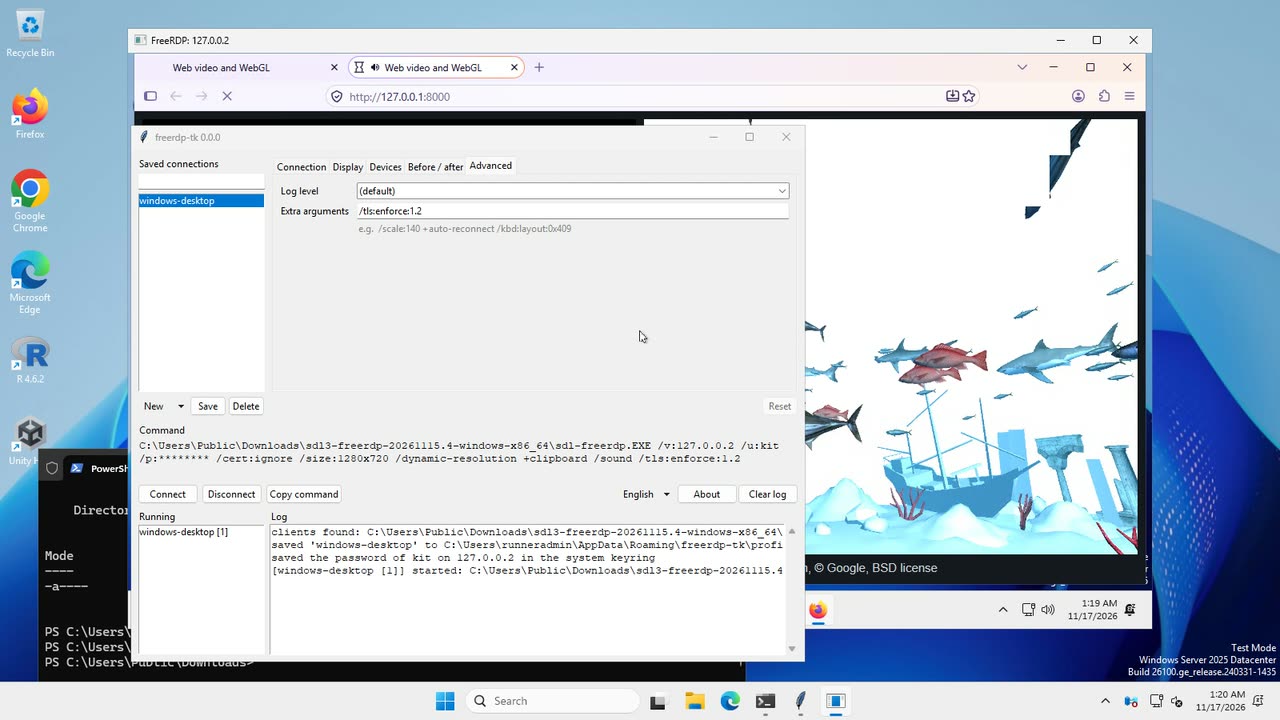 Recycle Bin
Firefox
Google
Chrome
Microsoft
Edge
R 4.6.2
Unity H
FreeRDP: 127.0.0.2
Web video and WebGL
Web video and WebGL
http://127.0.0.1:8000
freerdp-tk 0.0.0
Saved connections
windows-desktop
Connection Display Devices Before / after Advanced
Log level (default)
Extra arguments /tls:enforce:1.2
e.g. /scale:140 +auto-reconnect /kbd:layout:0x409
New Save Delete Reset
Command
C:\Users\Public\Downloads\sdl3-freerdp-20261115.4-windows-x86_64\sdl-freerdp.EXE /v:127.0.0.2 /u:kit
/p:******** /cert:ignore /size:1280x720 /dynamic-resolution +clipboard /sound /tls:enforce:1.2
Connect Disconnect Copy command English About Clear log
Running Log
windows-desktop [1]
clients found: C:\Users\Public\Downloads\sdl3-freerdp-20261115.4-windows-x86_64\
saved 'windows-desktop' to C:\Users\runneradmin\AppData\Roaming\freerdp-tk\profi
saved the password of kit on 127.0.0.2 in the system keyring
[windows-desktop [1]] started: C:\Users\Public\Downloads\sdl3-freerdp-20261115.4
, © Google, BSD license
1:19 AM
11/17/2026
PowerSh
Director
Mode
----
-a----
PS C:\Users\
PS C:\Users\
PS C:\Users\Public\Downloads>
Test Mode
Windows Server 2025 Datacenter
Build 26100.ge_release.240331-1435
Search
1:20 AM
11/17/2026